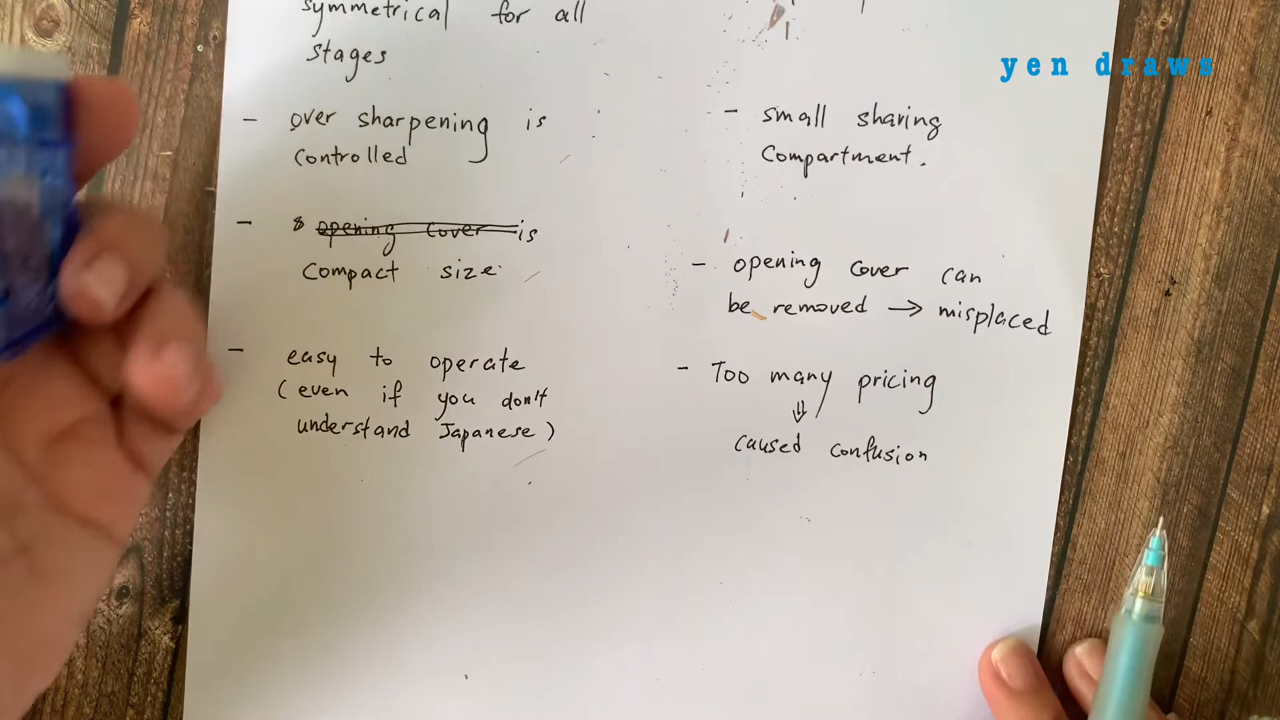 symmetrical for all
stages
- over sharpening is
controlled
- opening cover is
compact size
- easy to operate
(even if you don't
understand Japanese)
yen draws
- small sharing
compartment.
- opening cover can
be removed → misplaced
- Too many pricing
⇓
caused confusion